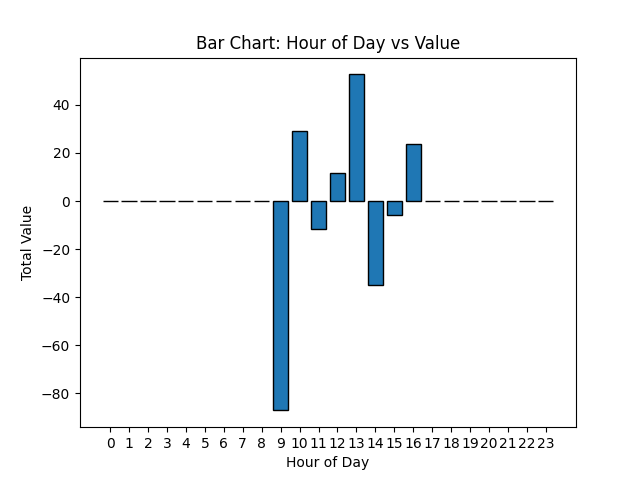 Bar Chart: Hour of Day vs Value
Total Value
40
20
0
−20
−40
−60
−80
0 1 2 3 4 5 6 7 8 9 10 11 12 13 14 15 16 17 18 19 20 21 22 23
Hour of Day